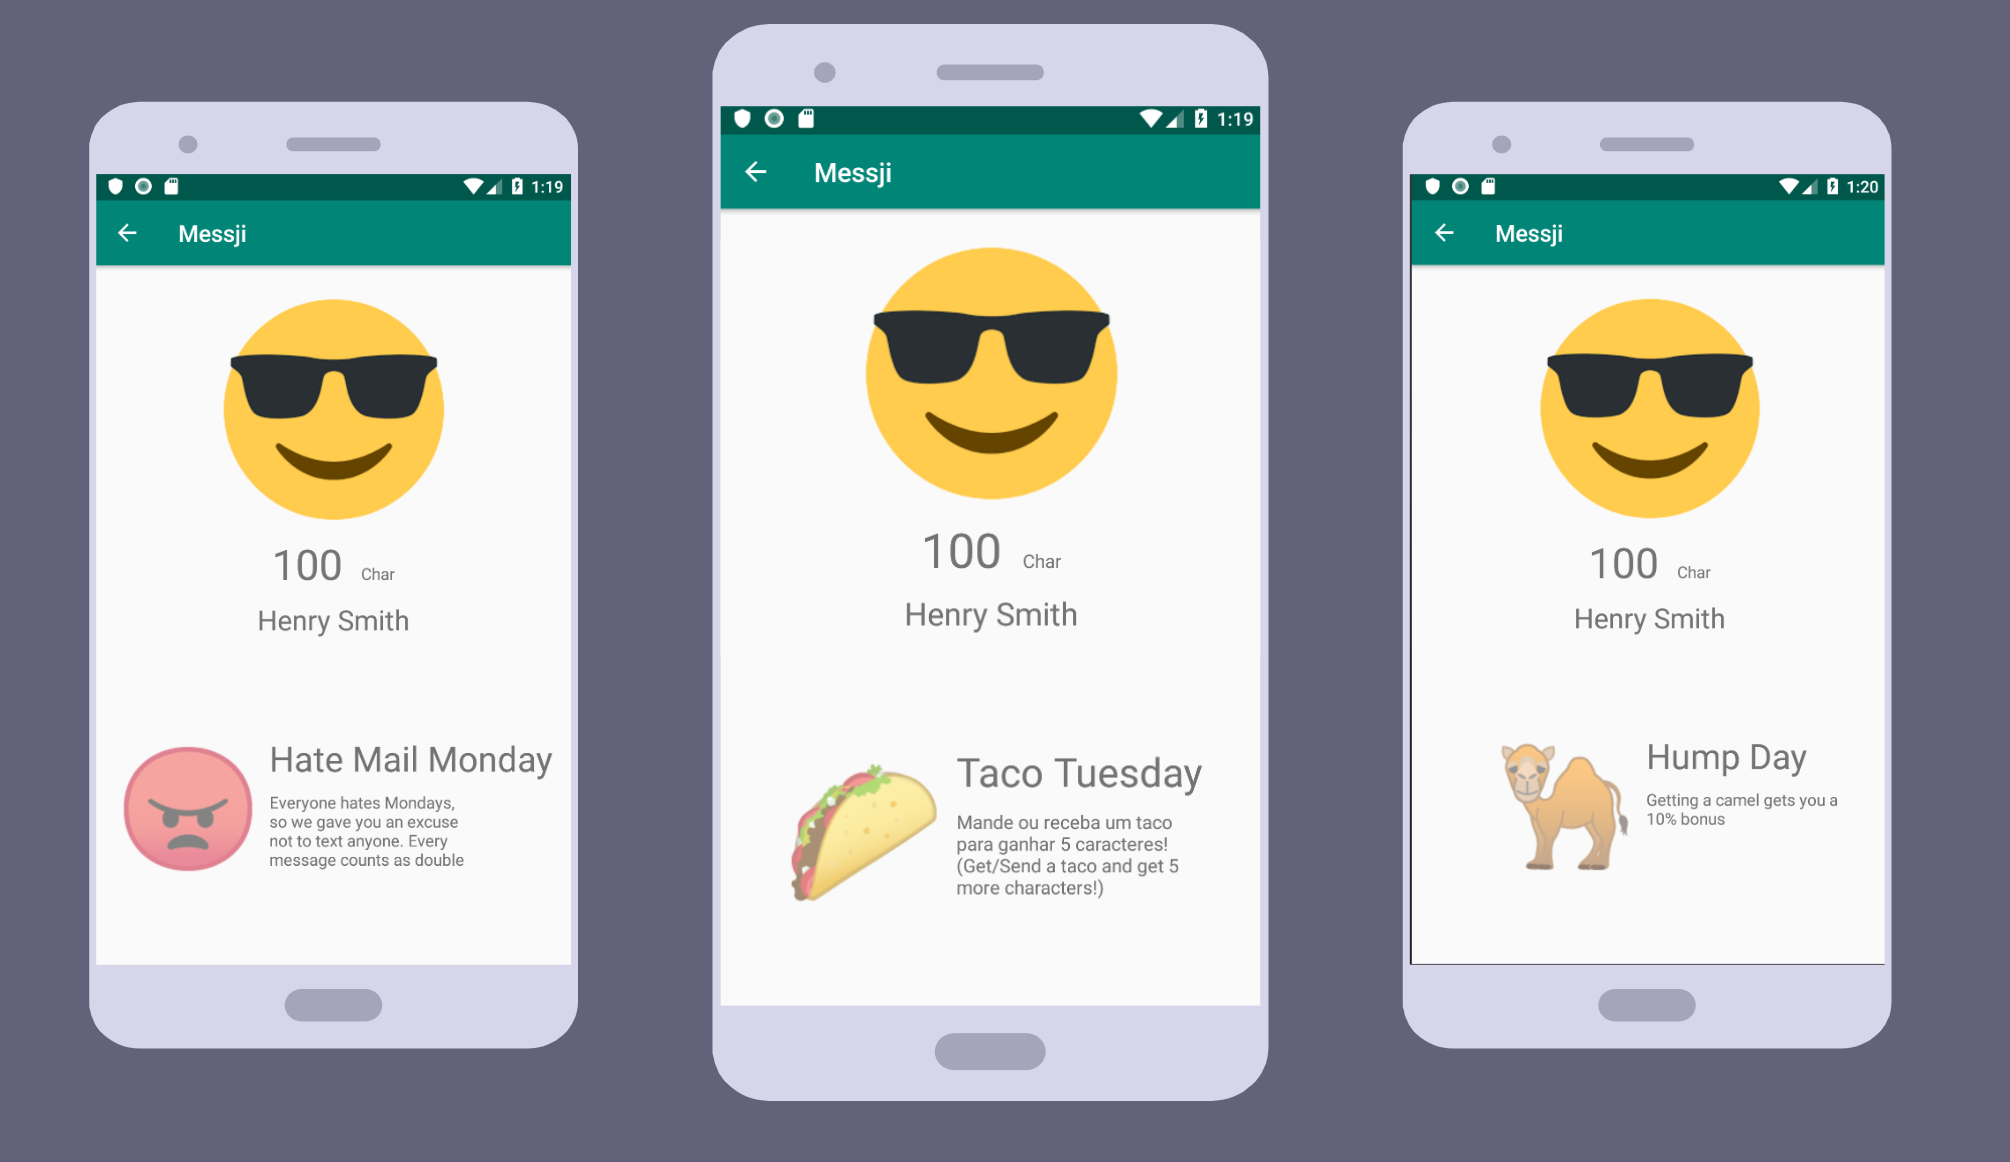 1:19
Messji
100 Char
Henry Smith
Hate Mail Monday
Everyone hates Mondays,
so we gave you an excuse
not to text anyone. Every
message counts as double
1:19
Messji
100 Char
Henry Smith
Taco Tuesday
Mande ou receba um taco
para ganhar 5 caracteres!
(Get/Send a taco and get 5
more characters!)
1:20
Messji
100 Char
Henry Smith
Hump Day
Getting a camel gets you a
10% bonus